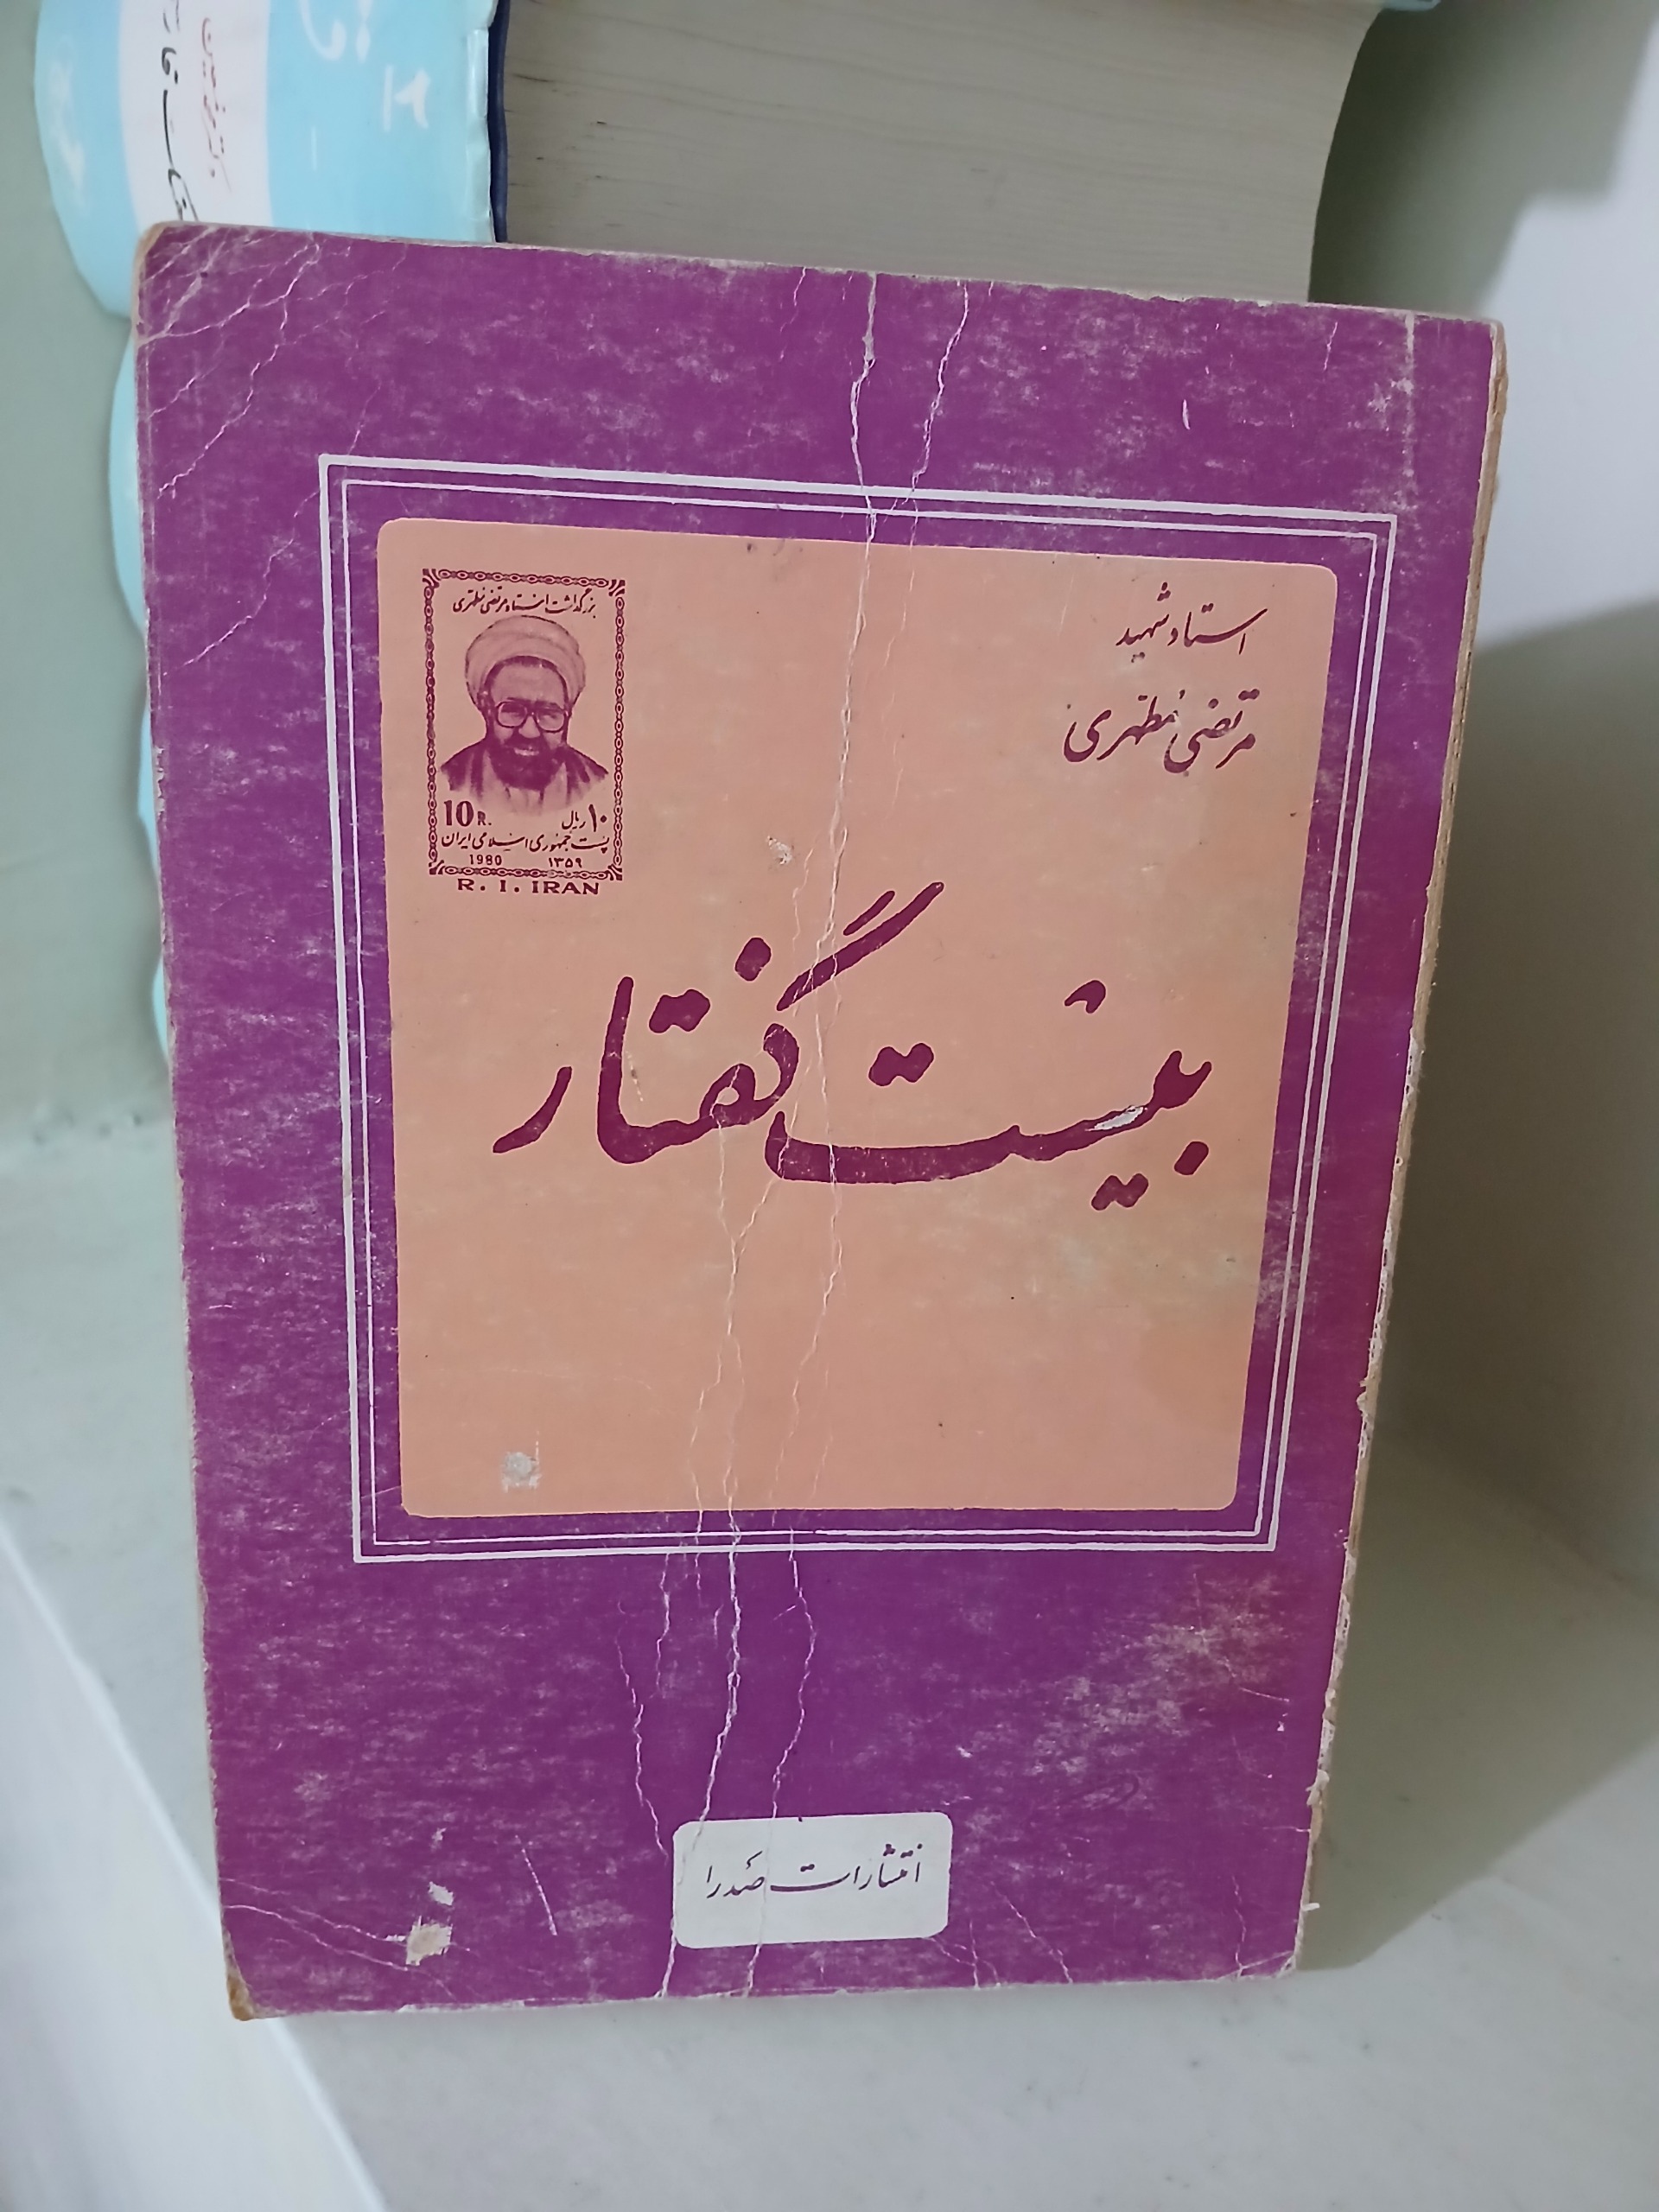 استاد شهید
مرتضی مطهری
بزرگداشت استاد مرتضی مطهری
10 R. ۱۰ ریال
پست جمهوری اسلامی ایران
1980 ۱۳۵۹
R. I. IRAN
بیست گفتار
انتشارات صدرا